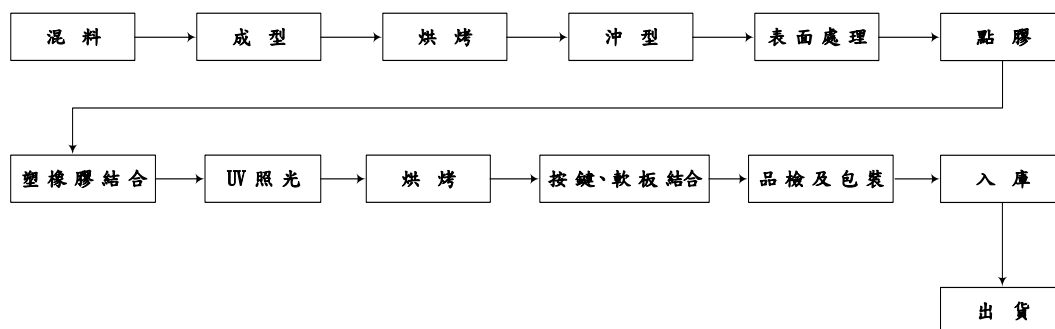 混料 成型 烘烤 沖型 表面處理 點膠
塑橡膠結合 UV照光 烘烤 按鍵、軟板結合 品檢及包裝 入庫
出貨